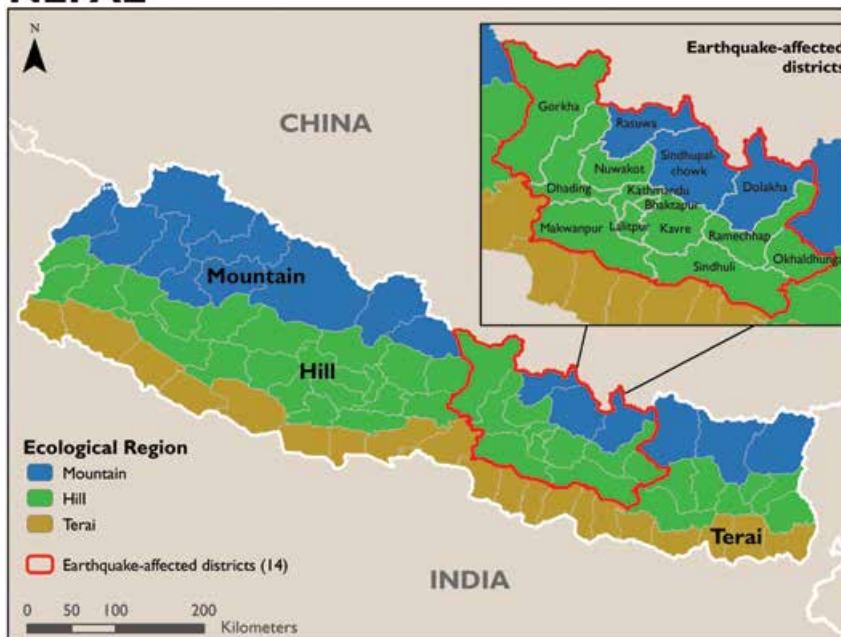 NEPAL
N
CHINA
Earthquake-affected
districts
Gorkha
Rasuwa
Sindhupal-
chowk
Nuwakot
Dolakha
Dhading
Kathmandu
Bhaktapur
Makwanpur
Lalitpur
Kavre
Ramechhap
Okhaldhunga
Sindhuli
Mountain
Hill
Terai
Ecological Region
Mountain
Hill
Terai
Earthquake-affected districts (14)
INDIA
0 50 100 200
Kilometers